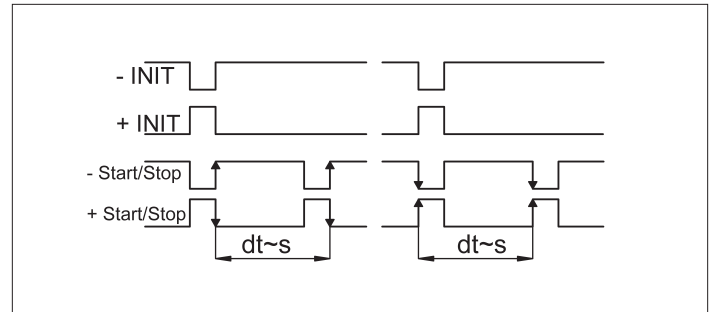 - INIT
+ INIT
- Start/Stop
+ Start/Stop
dt~s dt~s